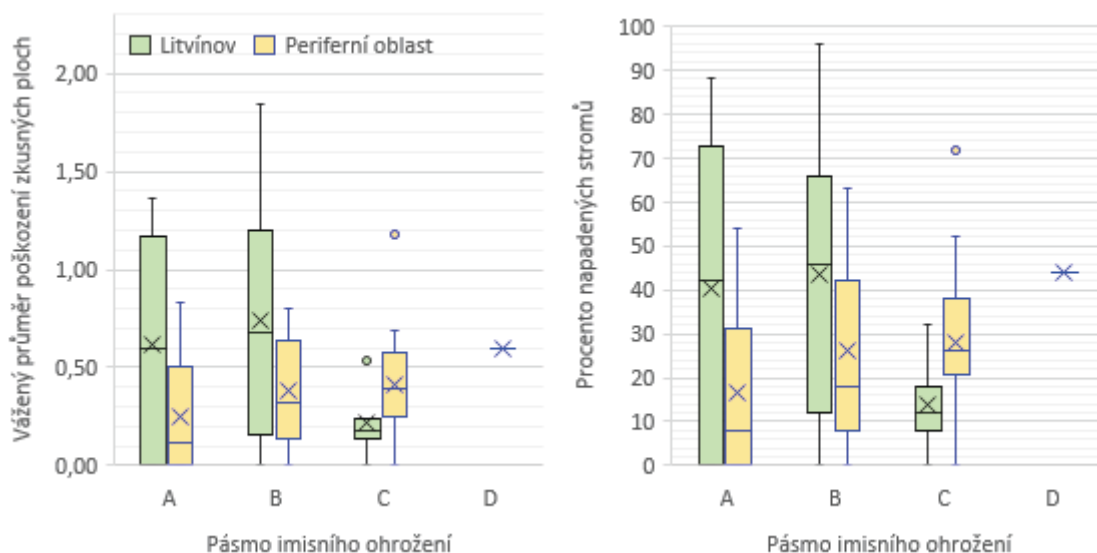 Vážený průměr poškození zkusných ploch
Litvínov
Periferní oblast
2,00
1,50
1,00
0,50
0,00
A
B
C
D
Pásmo imisního ohrožení
Procento napadených stromů
100
90
80
70
60
50
40
30
20
10
0
A
B
C
D
Pásmo imisního ohrožení